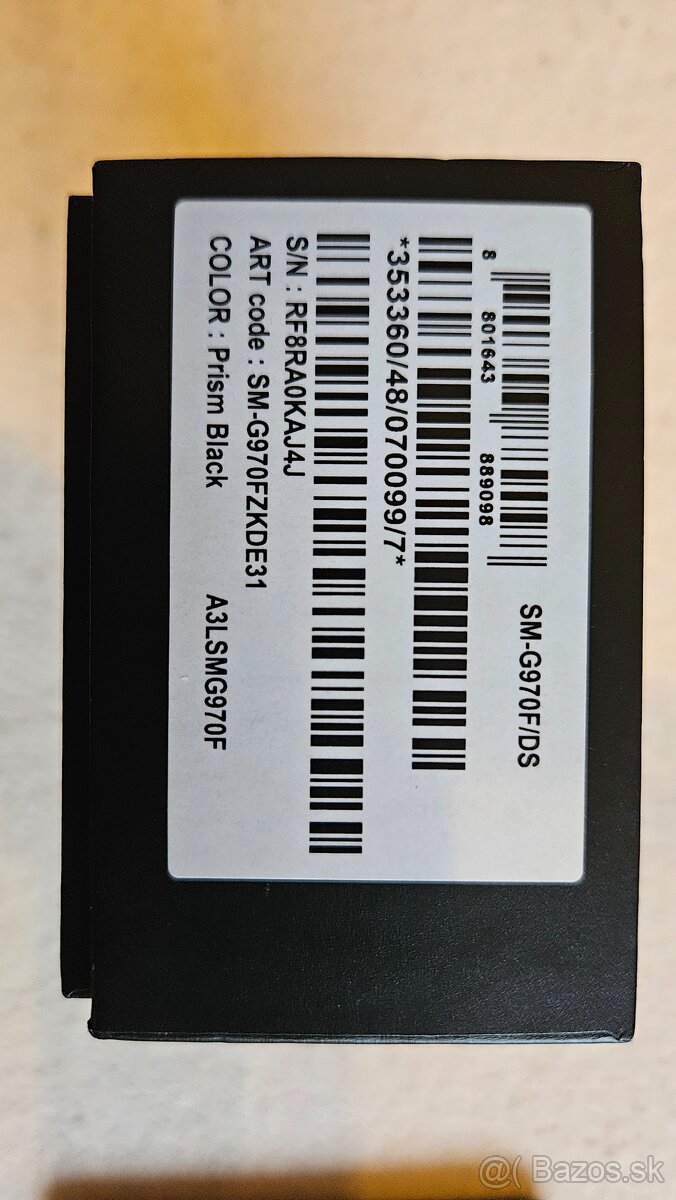 SM-G970F/DS
8 801643 889098
*353360/48/070099/7*
S/N : RF8RA0KAJ4J
ART code : SM-G970FZKDE31
COLOR : Prism Black A3LSMG970F
@( Bazos.sk